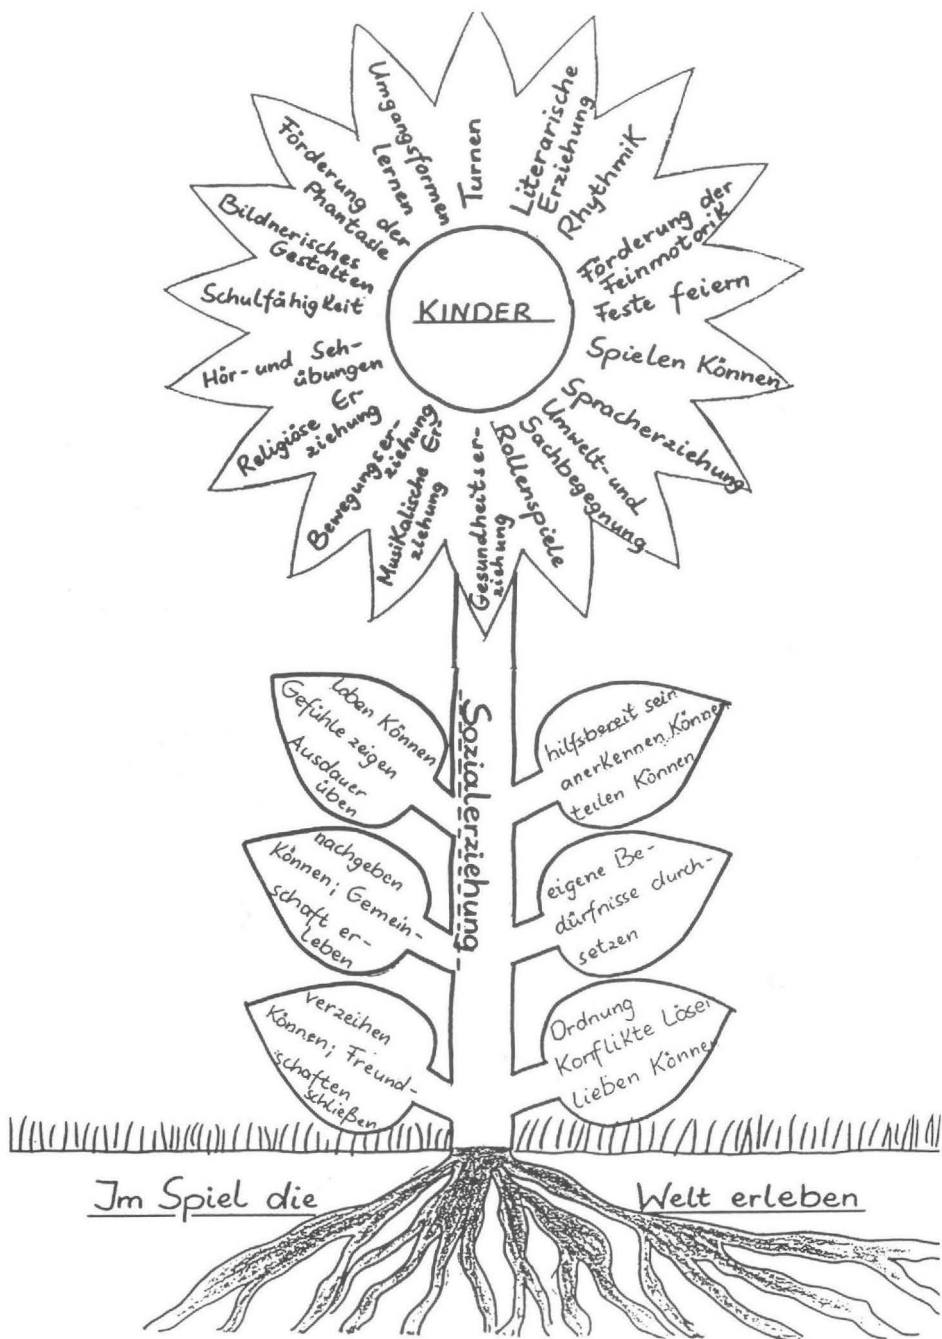 Turnen
Literarische
Erziehung
Rhythmik
Förderung der
Feinmotorik
Feste feiern
Spielen Können
Spracherziehung
Umwelt- und
Sachbegegnung
Rollenspiele
Gesundheitser-
ziehung
Musikalische Er-
ziehung
Bewegungser-
ziehung
Religiöse Er-
ziehung
Hör- und Seh-
übungen
Schulfähigkeit
Bildnerisches
Gestalten
Förderung der
Phantasie
Umgangsformen
lernen
KINDER
Sozialerziehung
loben Können
Gefühle zeigen
Ausdauer
üben
hilfsbereit sein
anerkennen Können
teilen Können
nachgeben
Können; Gemein-
schaft er-
leben
eigene Be-
dürfnisse durch-
setzen
verzeihen
Können; Freund-
schaften
schließen
Ordnung
Konflikte Löse
lieben Können
Im Spiel die
Welt erleben